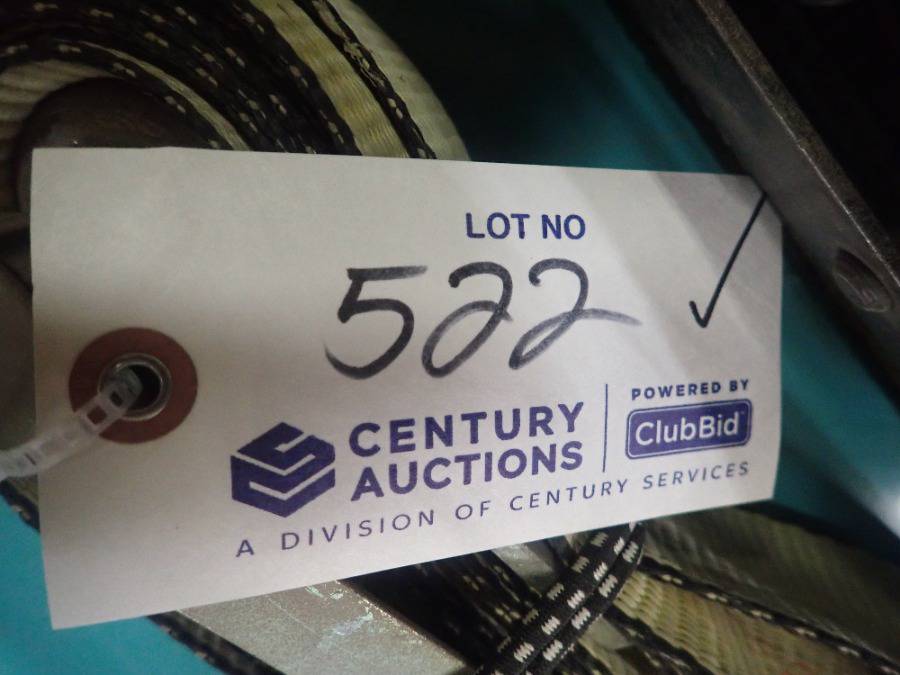 LOT NO
522
CENTURY
AUCTIONS
POWERED BY
ClubBid
A DIVISION OF CENTURY SERVICES